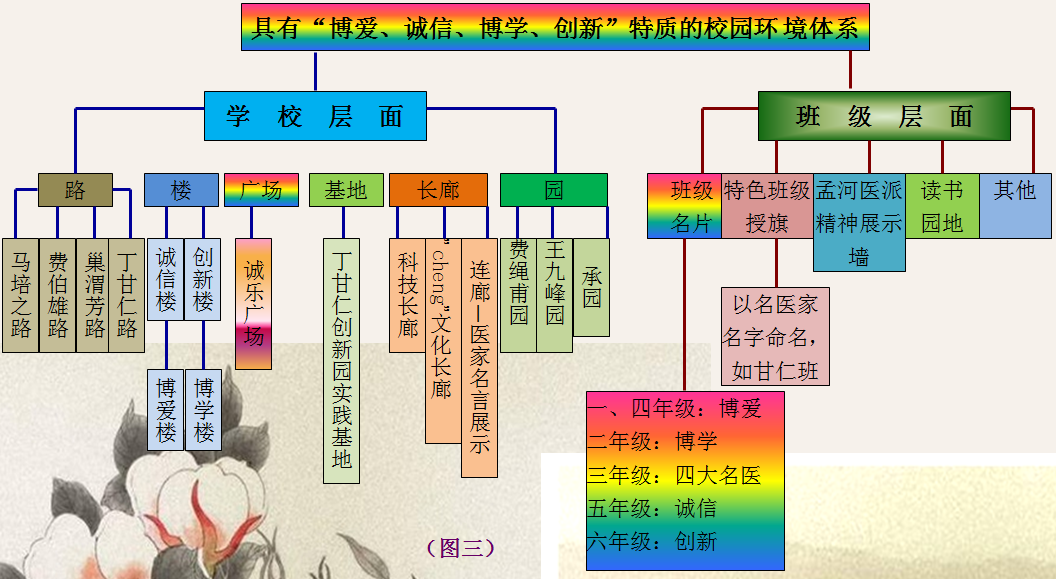 具有“博爱、诚信、博学、创新”特质的校园环境体系
学校层面
班级层面
路
楼
广场
基地
长廊
园
班级
名片
特色班级
授旗
孟河医派
精神展示
墙
读书
园地
其他
马培之路
费伯雄路
巢渭芳路
丁甘仁路
诚信楼
创新楼
博爱楼
博学楼
诚乐广场
丁甘仁创新园实践基地
科技长廊
”cheng”文化长廊
连廊—医家名言展示
费绳甫园
王九峰园
承园
以名医家
名字命名，
如甘仁班
一、四年级：博爱
二年级：博学
三年级：四大名医
五年级：诚信
六年级：创新
（图三）